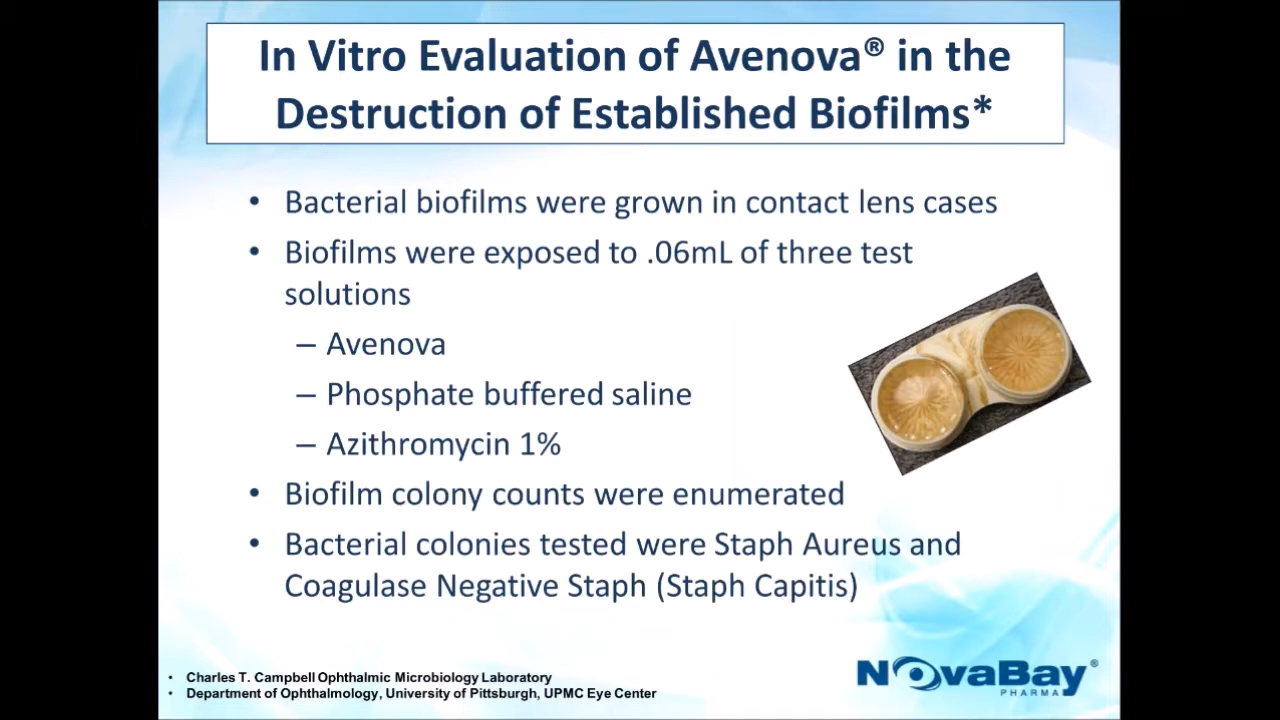 In Vitro Evaluation of Avenova® in the
Destruction of Established Biofilms*
• Bacterial biofilms were grown in contact lens cases
• Biofilms were exposed to .06mL of three test
solutions
– Avenova
– Phosphate buffered saline
– Azithromycin 1%
• Biofilm colony counts were enumerated
• Bacterial colonies tested were Staph Aureus and
Coagulase Negative Staph (Staph Capitis)
• Charles T. Campbell Ophthalmic Microbiology Laboratory
• Department of Ophthalmology, University of Pittsburgh, UPMC Eye Center
NovaBay®
PHARMA